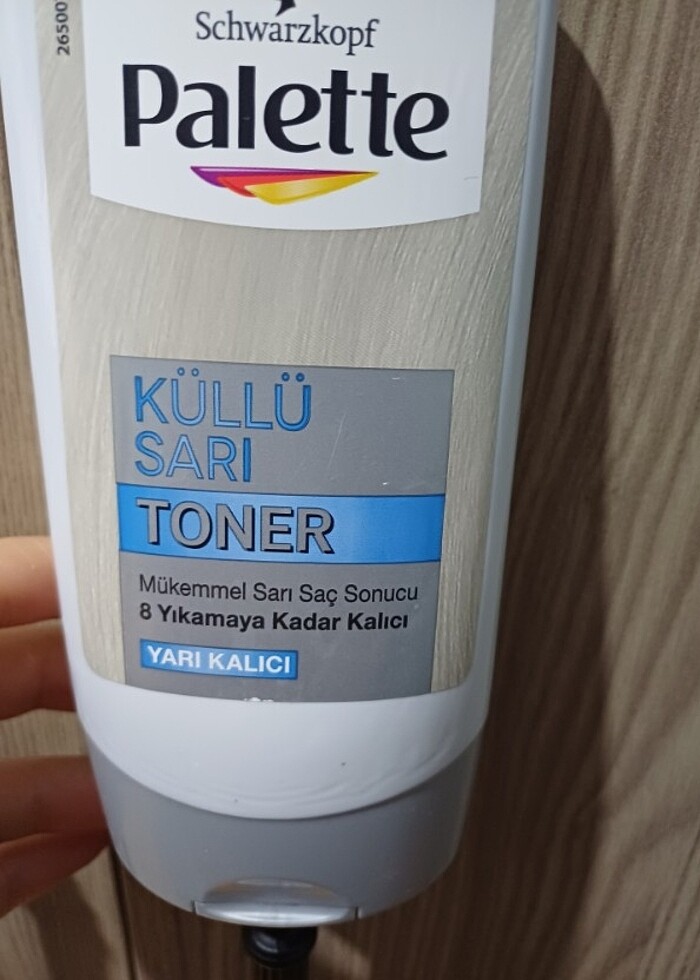 Schwarzkopf
Palette
KÜLLÜ
SARI
TONER
Mükemmel Sarı Saç Sonucu
8 Yıkamaya Kadar Kalıcı
YARI KALICI